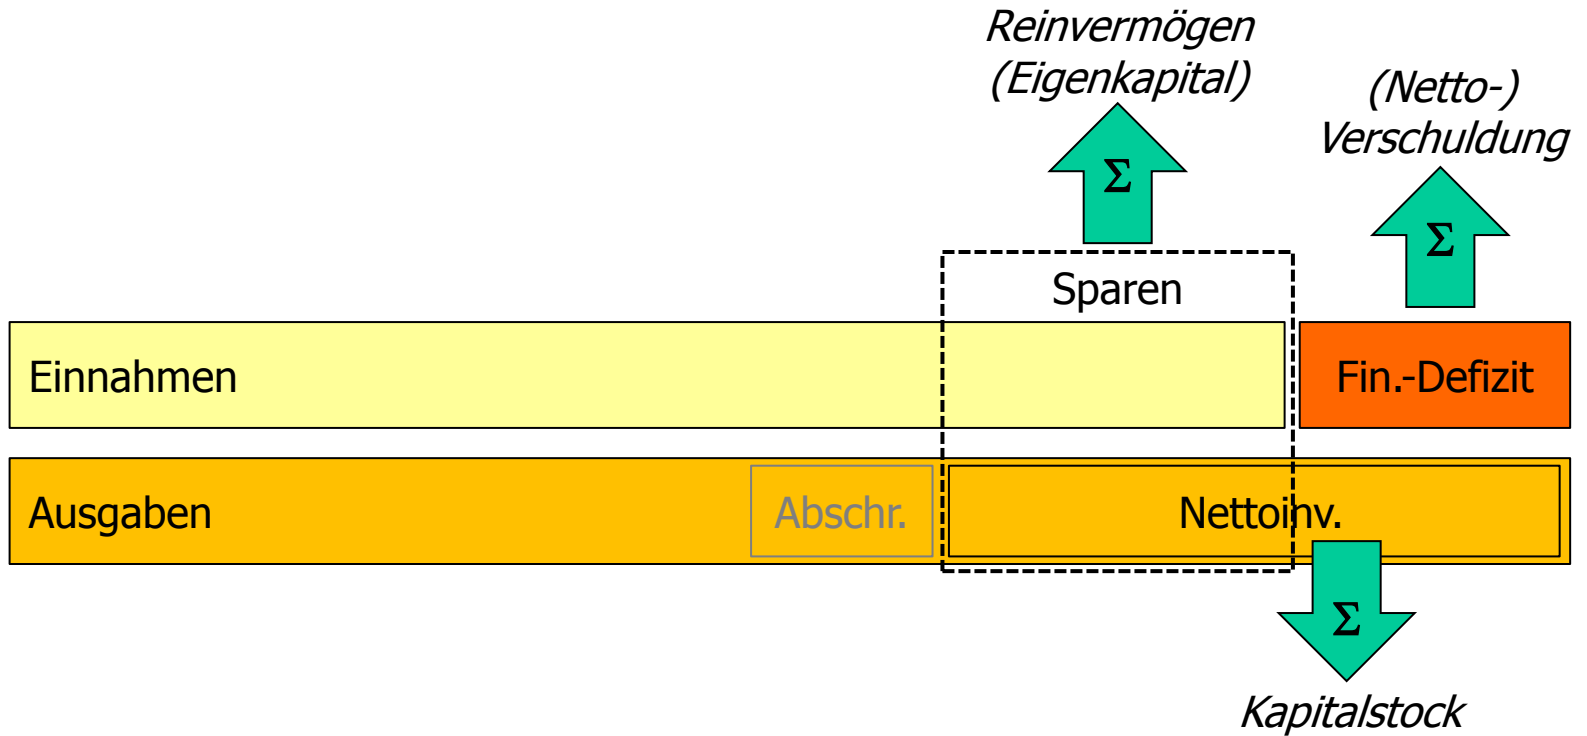 Reinvermögen
(Eigenkapital)
(Netto-)
Verschuldung
Σ
Σ
Sparen
Einnahmen
Fin.-Defizit
Ausgaben
Abschr.
Nettoinv.
Σ
Kapitalstock